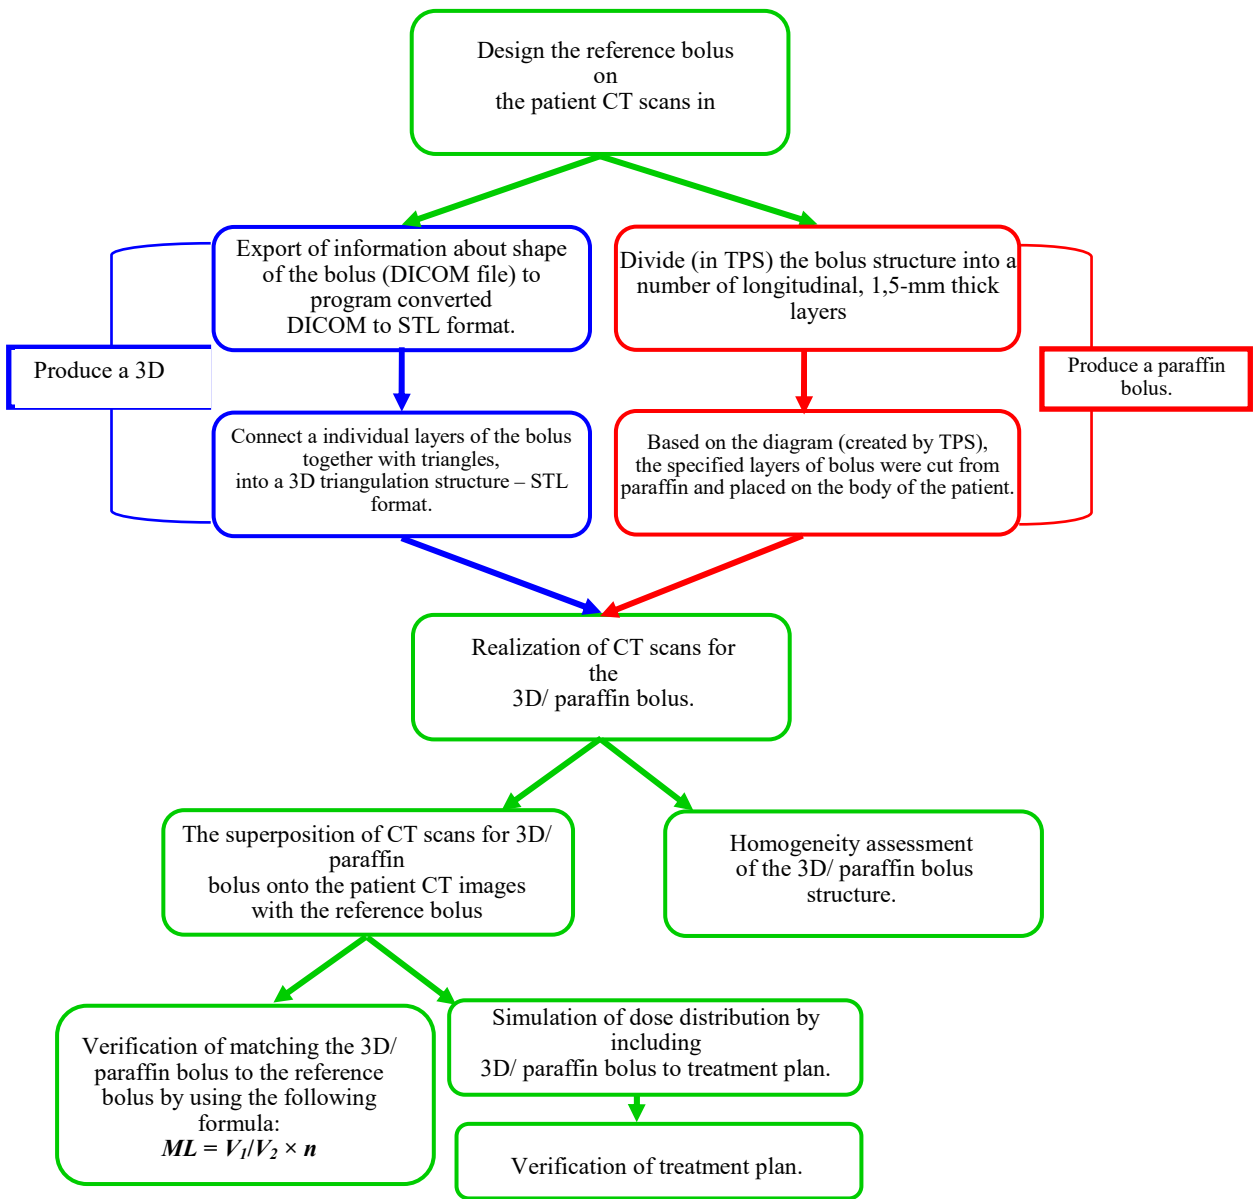 Design the reference bolus
on
the patient CT scans in
Export of information about shape
of the bolus (DICOM file) to
program converted
DICOM to STL format.
Divide (in TPS) the bolus structure into a
number of longitudinal, 1,5-mm thick
layers
Produce a 3D
Produce a paraffin
bolus.
Connect a individual layers of the bolus
together with triangles,
into a 3D triangulation structure – STL
format.
Based on the diagram (created by TPS),
the specified layers of bolus were cut from
paraffin and placed on the body of the patient.
Realization of CT scans for
the
3D/ paraffin bolus.
The superposition of CT scans for 3D/
paraffin
bolus onto the patient CT images
with the reference bolus
Homogeneity assessment
of the 3D/ paraffin bolus
structure.
Verification of matching the 3D/
paraffin bolus to the reference
bolus by using the following
formula:
ML = V1/V2 × n
Simulation of dose distribution by
including
3D/ paraffin bolus to treatment plan.
Verification of treatment plan.